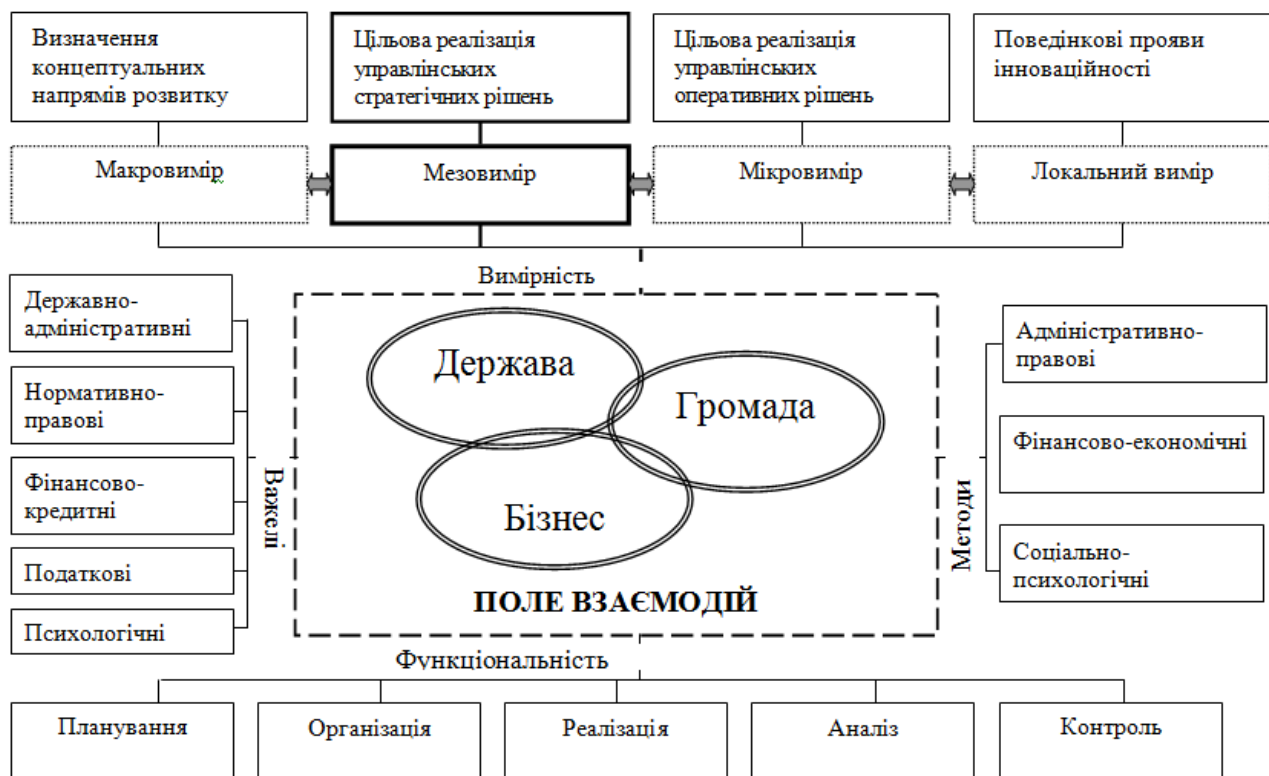 Визначення
концептуальних
напрямів розвитку
Цільова реалізація
управлінських
стратегічних рішень
Цільова реалізація
управлінських
оперативних рішень
Поведінкові прояви
інноваційності
Макровимір
Мезовимір
Мікровимір
Локальний вимір
Вимірність
Державно-
адміністративні
Нормативно-
правові
Фінансово-
кредитні
Податкові
Психологічні
Важелі
Держава
Громада
Бізнес
ПОЛЕ ВЗАЄМОДІЙ
Методи
Адміністративно-
правові
Фінансово-економічні
Соціально-
психологічні
Функціональність
Планування
Організація
Реалізація
Аналіз
Контроль